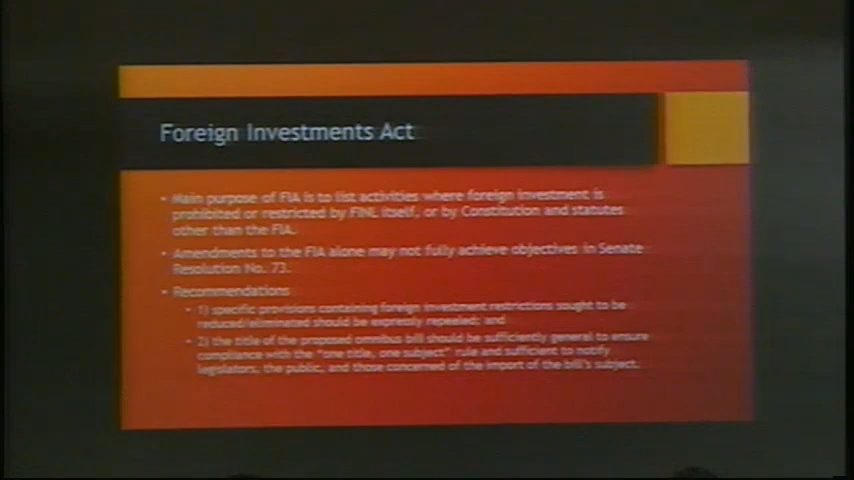 Foreign Investments Act
• Main purpose of FIA is to list activities where foreign investment is
prohibited or restricted by FINL itself, or by Constitution and statutes
other than the FIA.
• Amendments to the FIA alone may not fully achieve objectives in Senate
Resolution No. 73.
• Recommendations
• 1) specific provisions containing foreign investment restrictions sought to be
reduced/eliminated should be expressly repealed; and
• 2) the title of the proposed omnibus bill should be sufficiently general to ensure
compliance with the "one title, one subject" rule and sufficient to notify
legislators, the public, and those concerned of the import of the bill's subject.